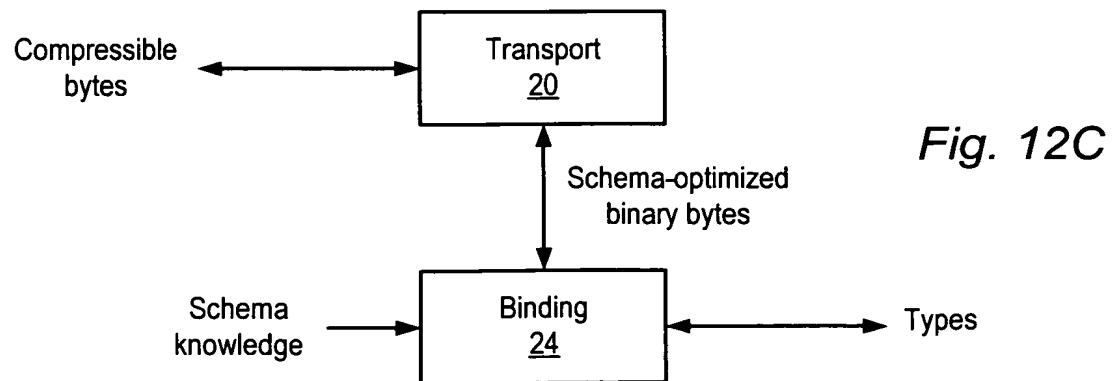 Compressible
bytes
Transport
20
Fig. 12C
Schema-optimized
binary bytes
Schema
knowledge
Binding
24
Types